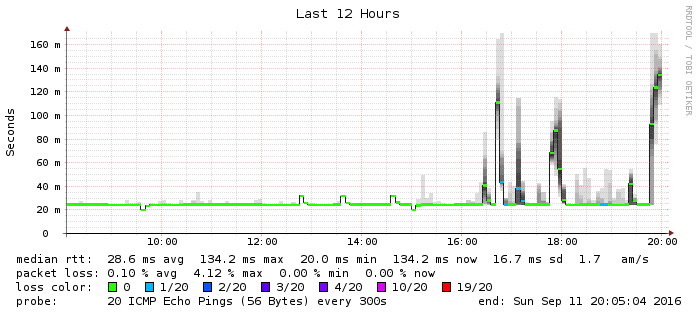 Last 12 Hours
RRDTOOL / TOBI OETIKER
Seconds
160 m
140 m
120 m
100 m
80 m
60 m
40 m
20 m
0
10:00 12:00 14:00 16:00 18:00 20:00
median rtt: 28.6 ms avg 134.2 ms max 20.0 ms min 134.2 ms now 16.7 ms sd 1.7 am/s
packet loss: 0.10 % avg 4.12 % max 0.00 % min 0.00 % now
loss color: 0 1/20 2/20 3/20 4/20 10/20 19/20
probe: 20 ICMP Echo Pings (56 Bytes) every 300s end: Sun Sep 11 20:05:04 2016